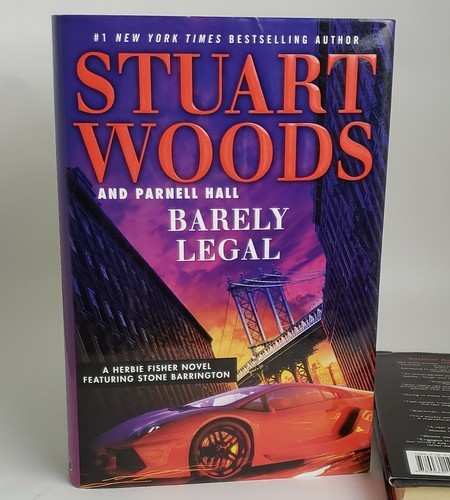 #1 NEW YORK TIMES BESTSELLING AUTHOR
STUART
WOODS
AND PARNELL HALL
BARELY
LEGAL
A HERBIE FISHER NOVEL
FEATURING STONE BARRINGTON